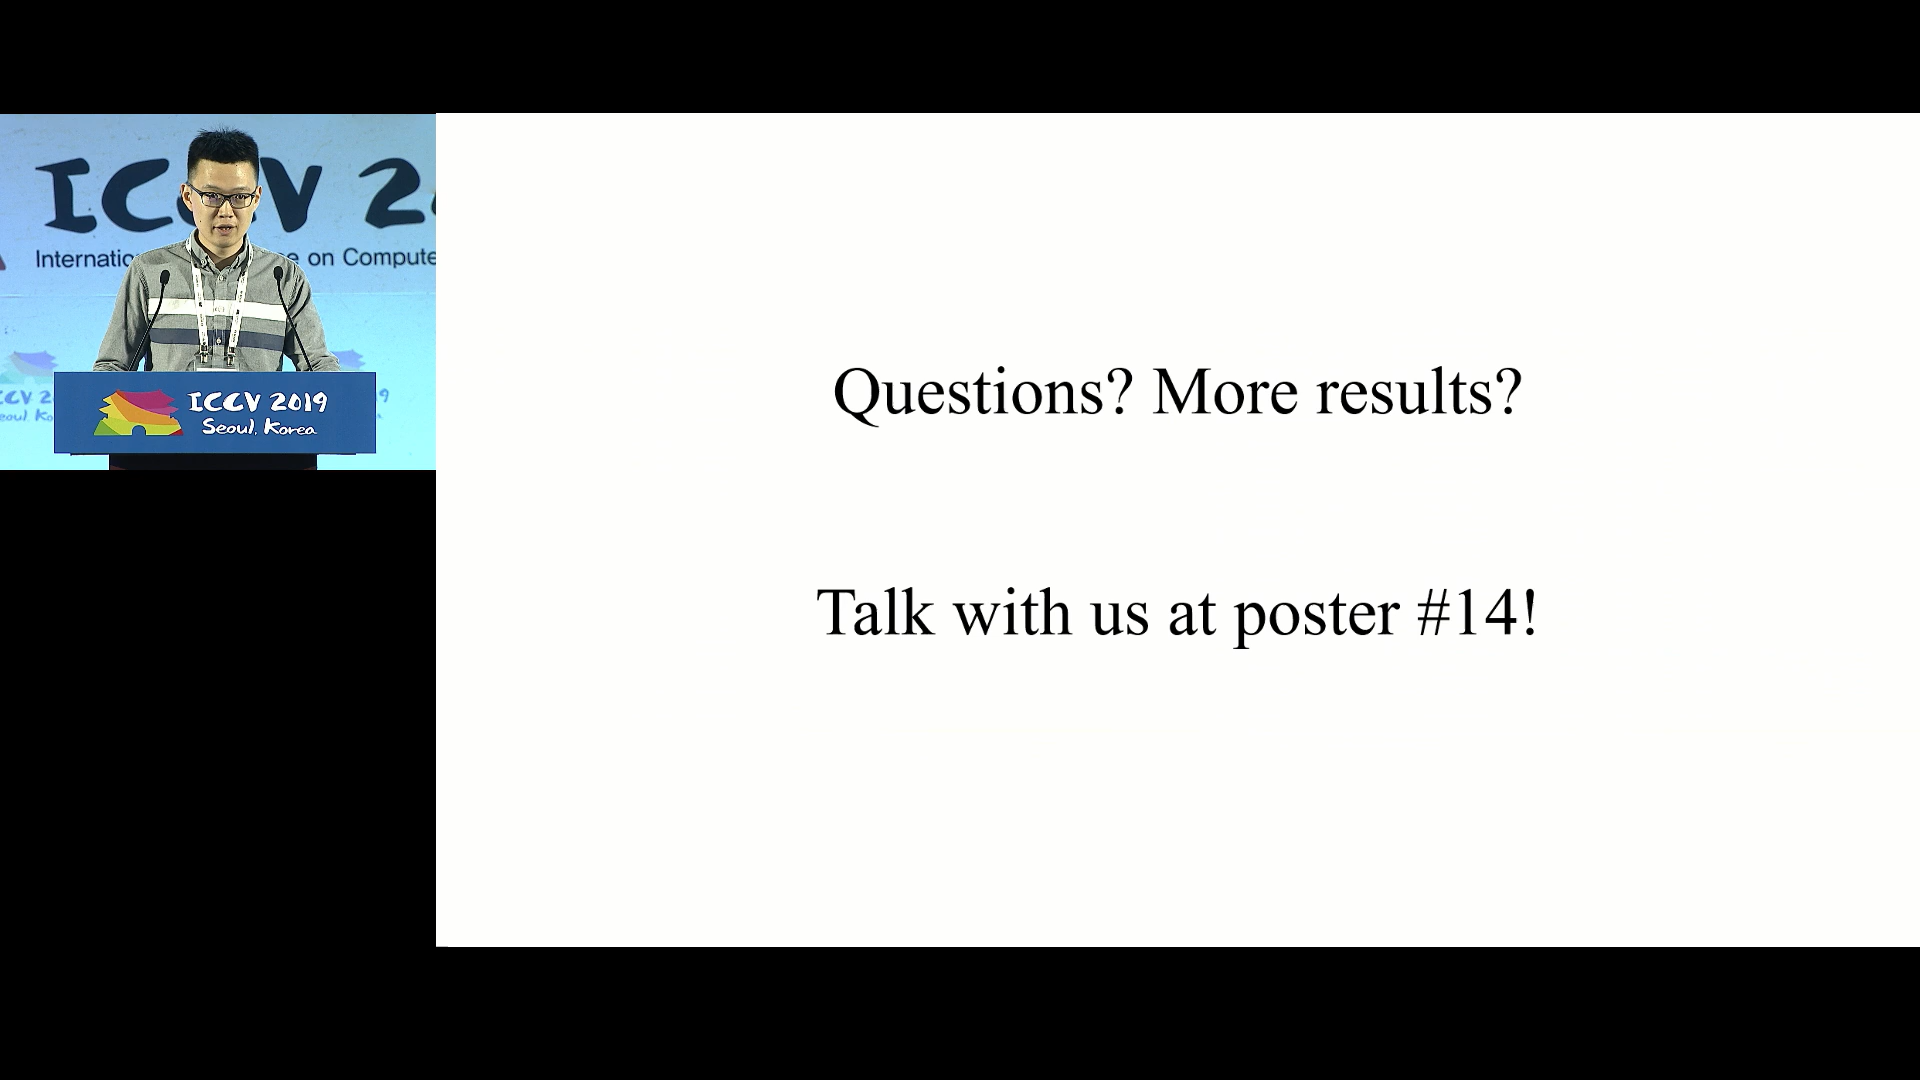 ICCV 2
Internatio e on Compute
ICCV 2019
Seoul, Korea
Questions? More results?
Talk with us at poster #14!